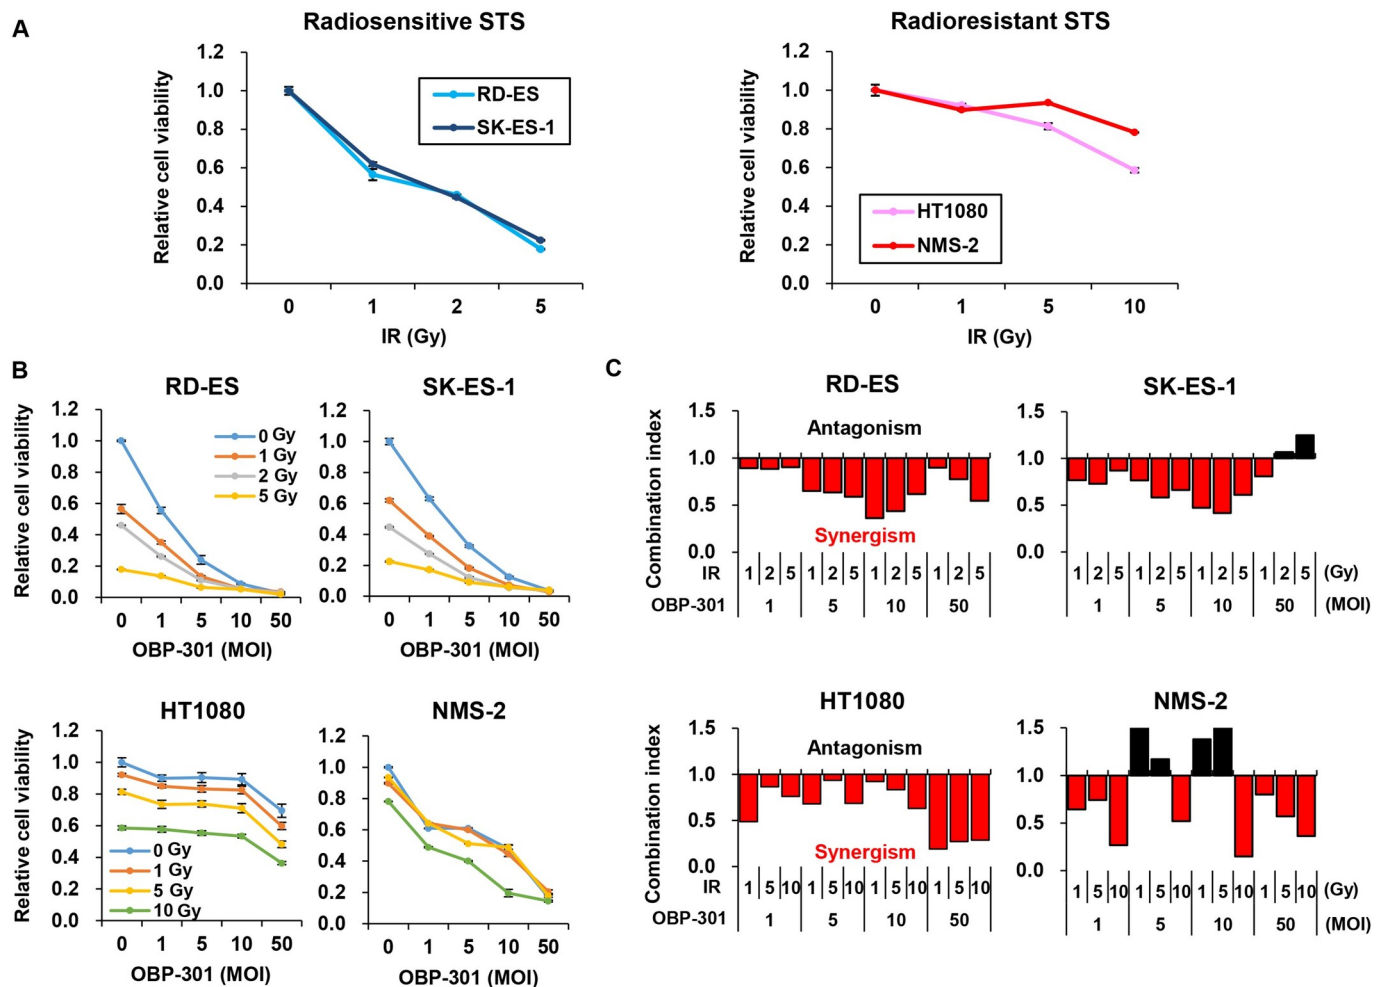 A
Radiosensitive STS
Relative cell viability
1.2
1.0
0.8
0.6
0.4
0.2
0.0
RD-ES
SK-ES-1
0 1 2 5
IR (Gy)
Radioresistant STS
Relative cell viability
1.2
1.0
0.8
0.6
0.4
0.2
0.0
HT1080
NMS-2
0 1 5 10
IR (Gy)
B
RD-ES
Relative cell viability
1.2
1.0
0.8
0.6
0.4
0.2
0.0
0 Gy
1 Gy
2 Gy
5 Gy
0 1 5 10 50
OBP-301 (MOI)
SK-ES-1
1.2
1.0
0.8
0.6
0.4
0.2
0.0
0 1 5 10 50
OBP-301 (MOI)
HT1080
Relative cell viability
1.2
1.0
0.8
0.6
0.4
0.2
0.0
0 Gy
1 Gy
5 Gy
10 Gy
0 1 5 10 50
OBP-301 (MOI)
NMS-2
1.2
1.0
0.8
0.6
0.4
0.2
0.0
0 1 5 10 50
OBP-301 (MOI)
C
RD-ES
Combination index
1.5
1.0
0.5
0.0
Antagonism
Synergism
IR 1 2 5 1 2 5 1 2 5 1 2 5
OBP-301 1 5 10 50
SK-ES-1
1.5
1.0
0.5
0.0
1 2 5 1 2 5 1 2 5 1 2 5 (Gy)
1 5 10 50 (MOI)
HT1080
Combination index
1.5
1.0
0.5
0.0
Antagonism
Synergism
IR 1 5 10 1 5 10 1 5 10 1 5 10
OBP-301 1 5 10 50
NMS-2
1.5
1.0
0.5
0.0
1 5 10 1 5 10 1 5 10 1 5 10 (Gy)
1 5 10 50 (MOI)